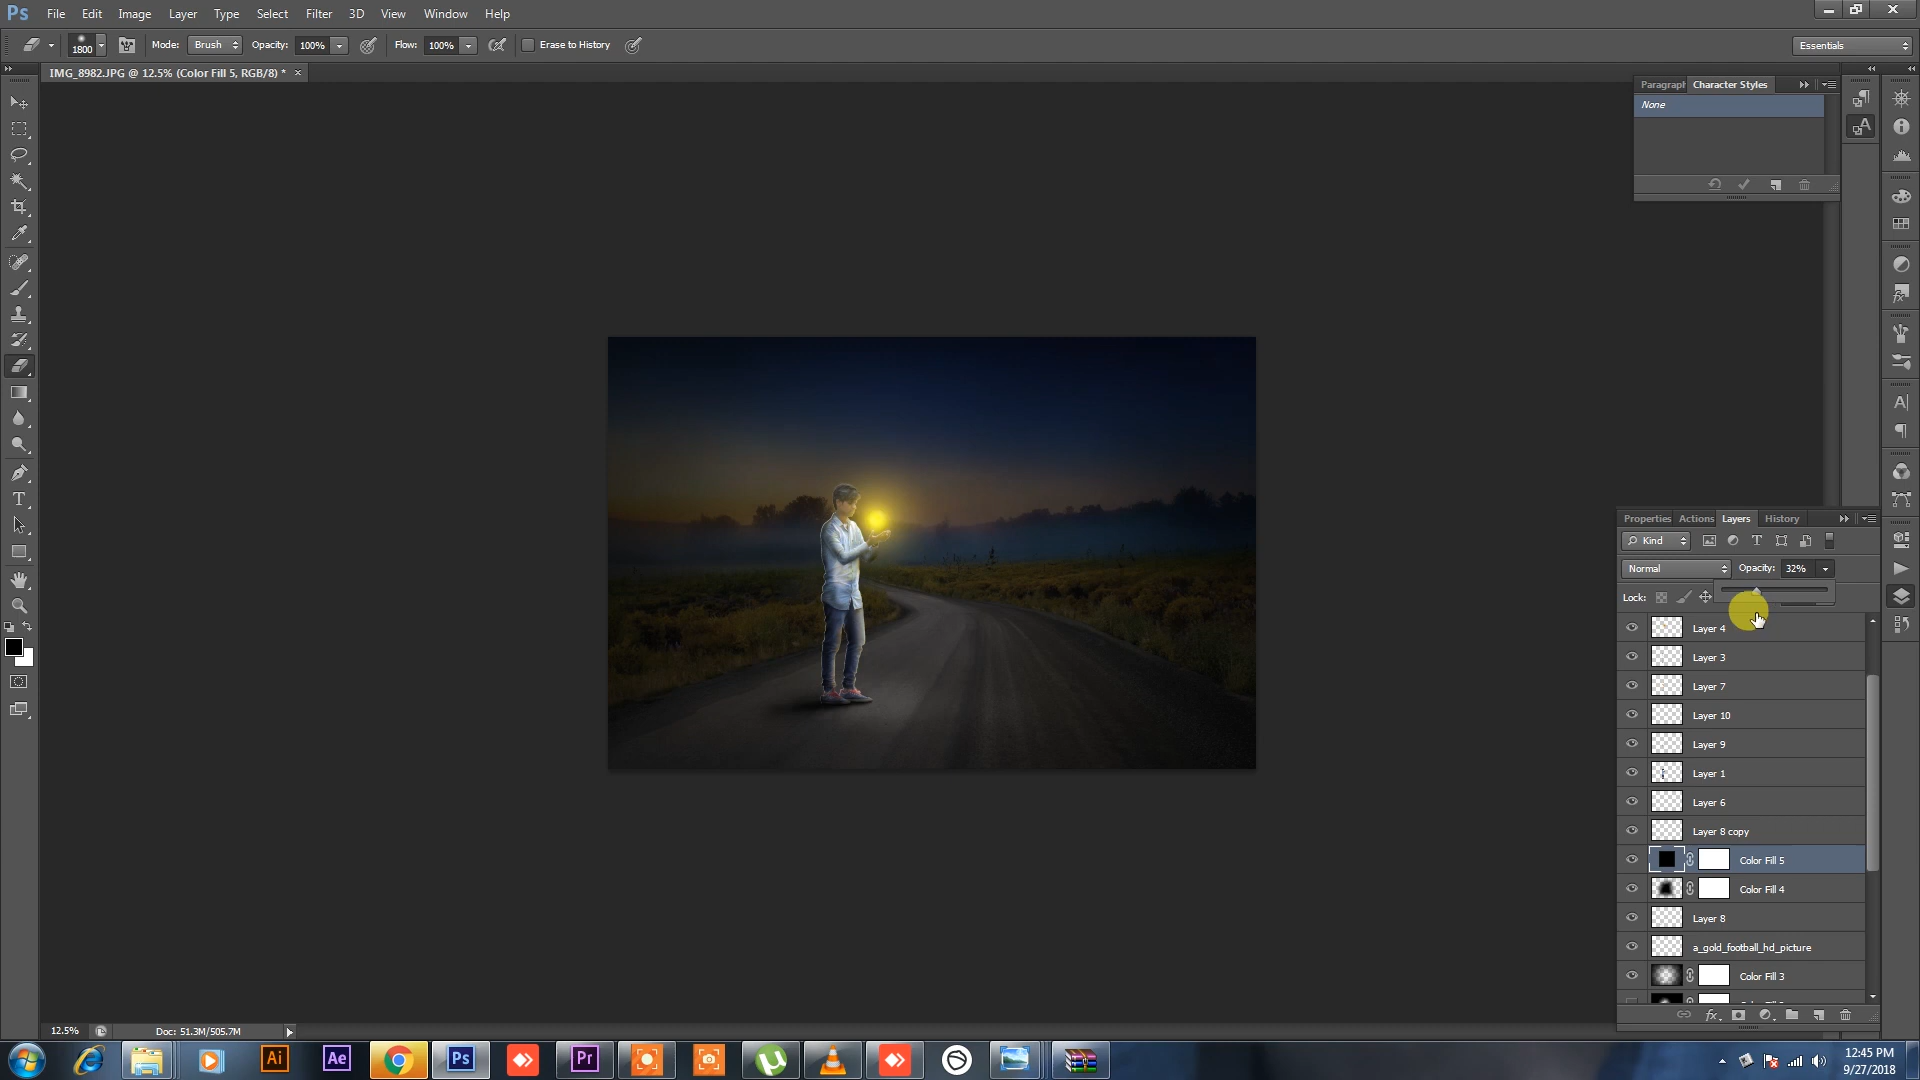 Ps File Edit Image Layer Type Select Filter 3D View Window Help
1800 Mode: Brush Opacity: 100% Flow: 100% Erase to History Essentials
IMG_8982.JPG @ 12.5% (Color Fill 5, RGB/8) * ×
Paragraph Character Styles
None
Properties Actions Layers History
Kind
Normal Opacity: 32%
Lock:
Layer 4
Layer 3
Layer 7
Layer 10
Layer 9
Layer 1
Layer 6
Layer 8 copy
Color Fill 5
Color Fill 4
Layer 8
a_gold_football_hd_picture
Color Fill 3
12.5% Doc: 51.3M/505.7M
Ai Ae Ps Pr
12:45 PM
9/27/2018